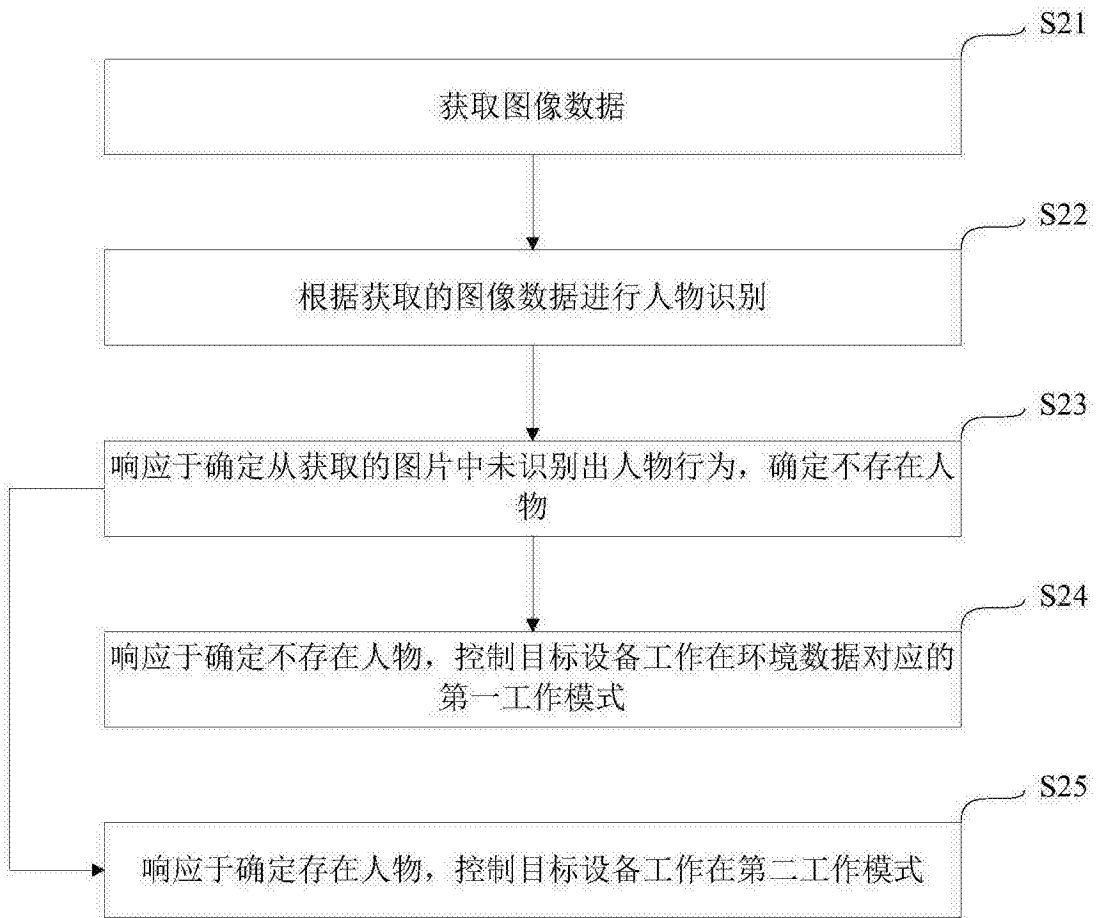 S21
获取图像数据
S22
根据获取的图像数据进行人物识别
S23
响应于确定从获取的图片中未识别出人物行为，确定不存在人
物
S24
响应于确定不存在人物，控制目标设备工作在环境数据对应的
第一工作模式
S25
响应于确定存在人物，控制目标设备工作在第二工作模式